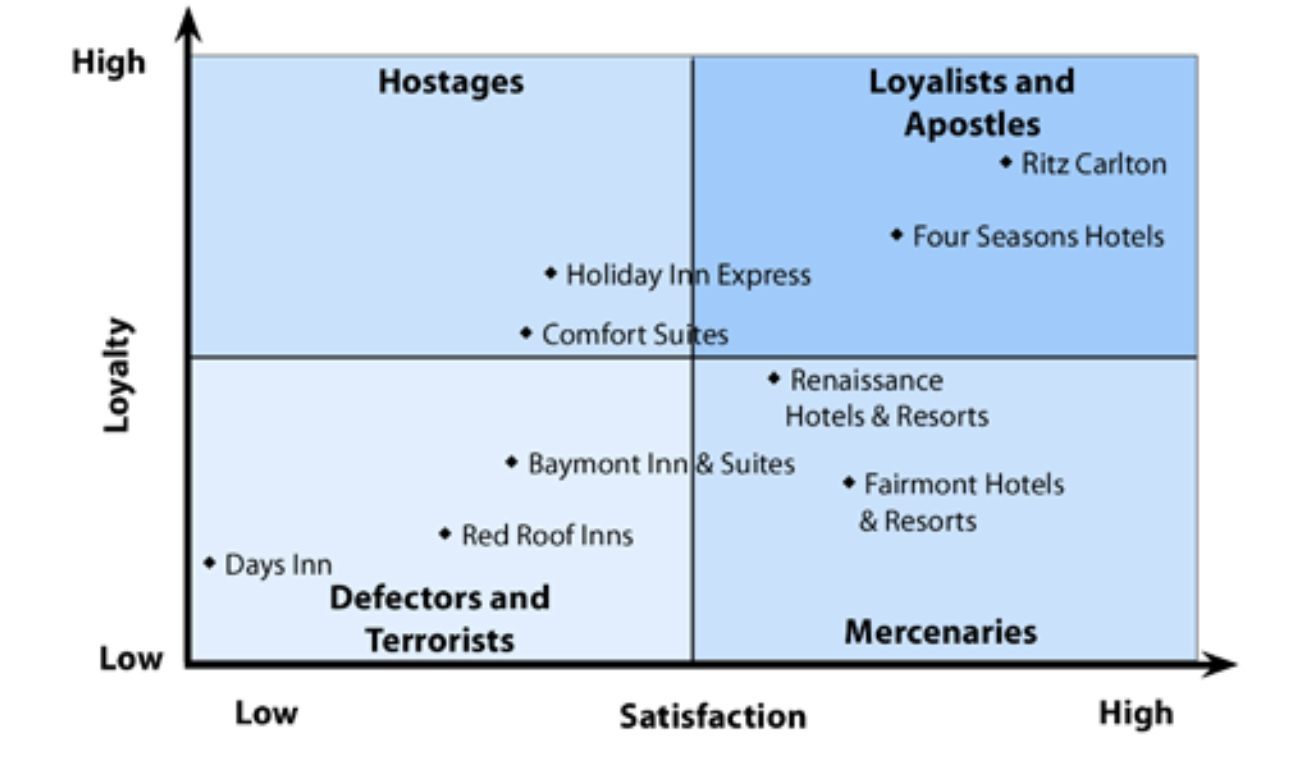 High
Hostages
Loyalists and
Apostles
Ritz Carlton
Four Seasons Hotels
Holiday Inn Express
Comfort Suites
Loyalty
Renaissance
Hotels & Resorts
Baymont Inn & Suites
Fairmont Hotels
& Resorts
Red Roof Inns
Days Inn
Defectors and
Terrorists
Mercenaries
Low
Low
Satisfaction
High